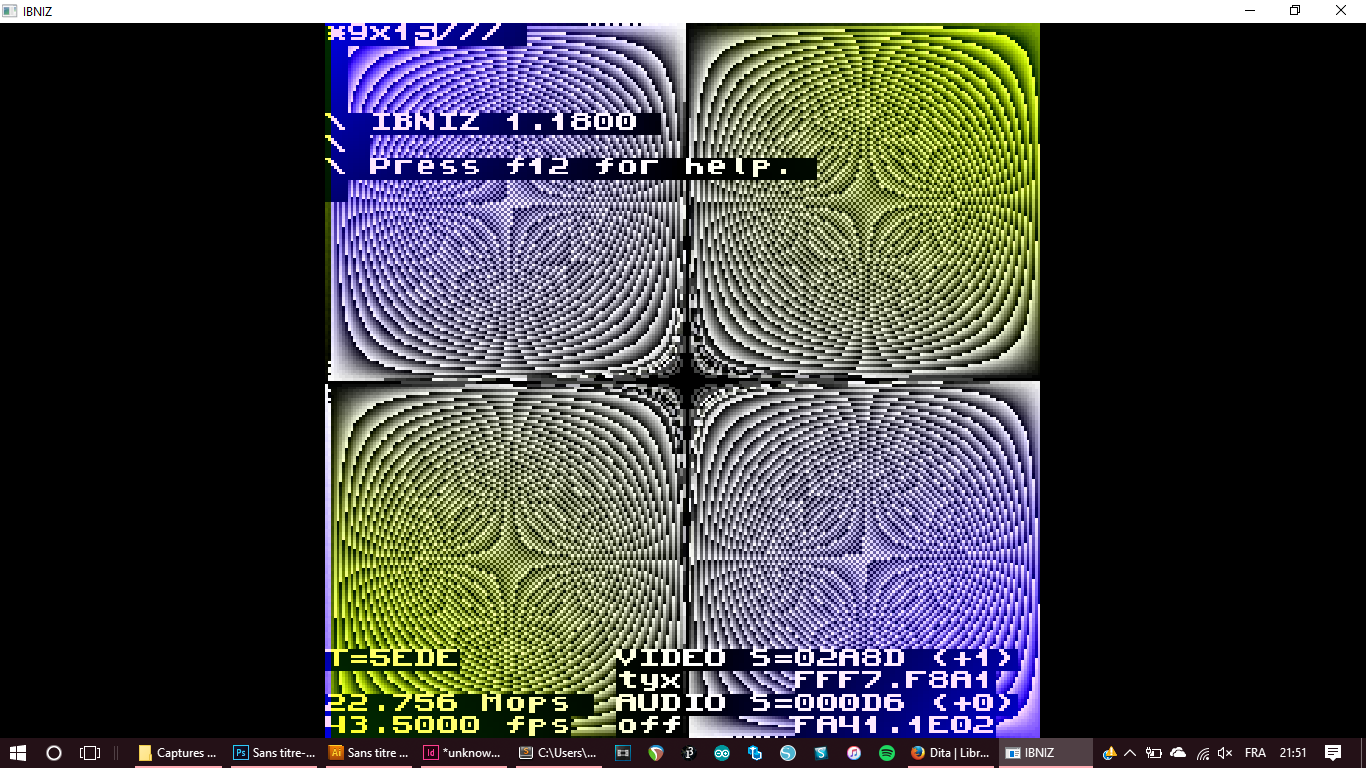 IBNIZ
*9x15///
\ IBNIZ 1.1800
\
\ Press f12 for help.
T=5EDE
VIDEO S=02A8D (+1)
tyx FFF7.F8A1
22.756 Mops
AUDIO S=000D6 (+0)
43.5000 fps
off FA41.1E02
Captures ...
Sans titre-...
Sans titre ...
*unknow...
C:\Users\...
Dita | Libr...
IBNIZ
FRA
21:51